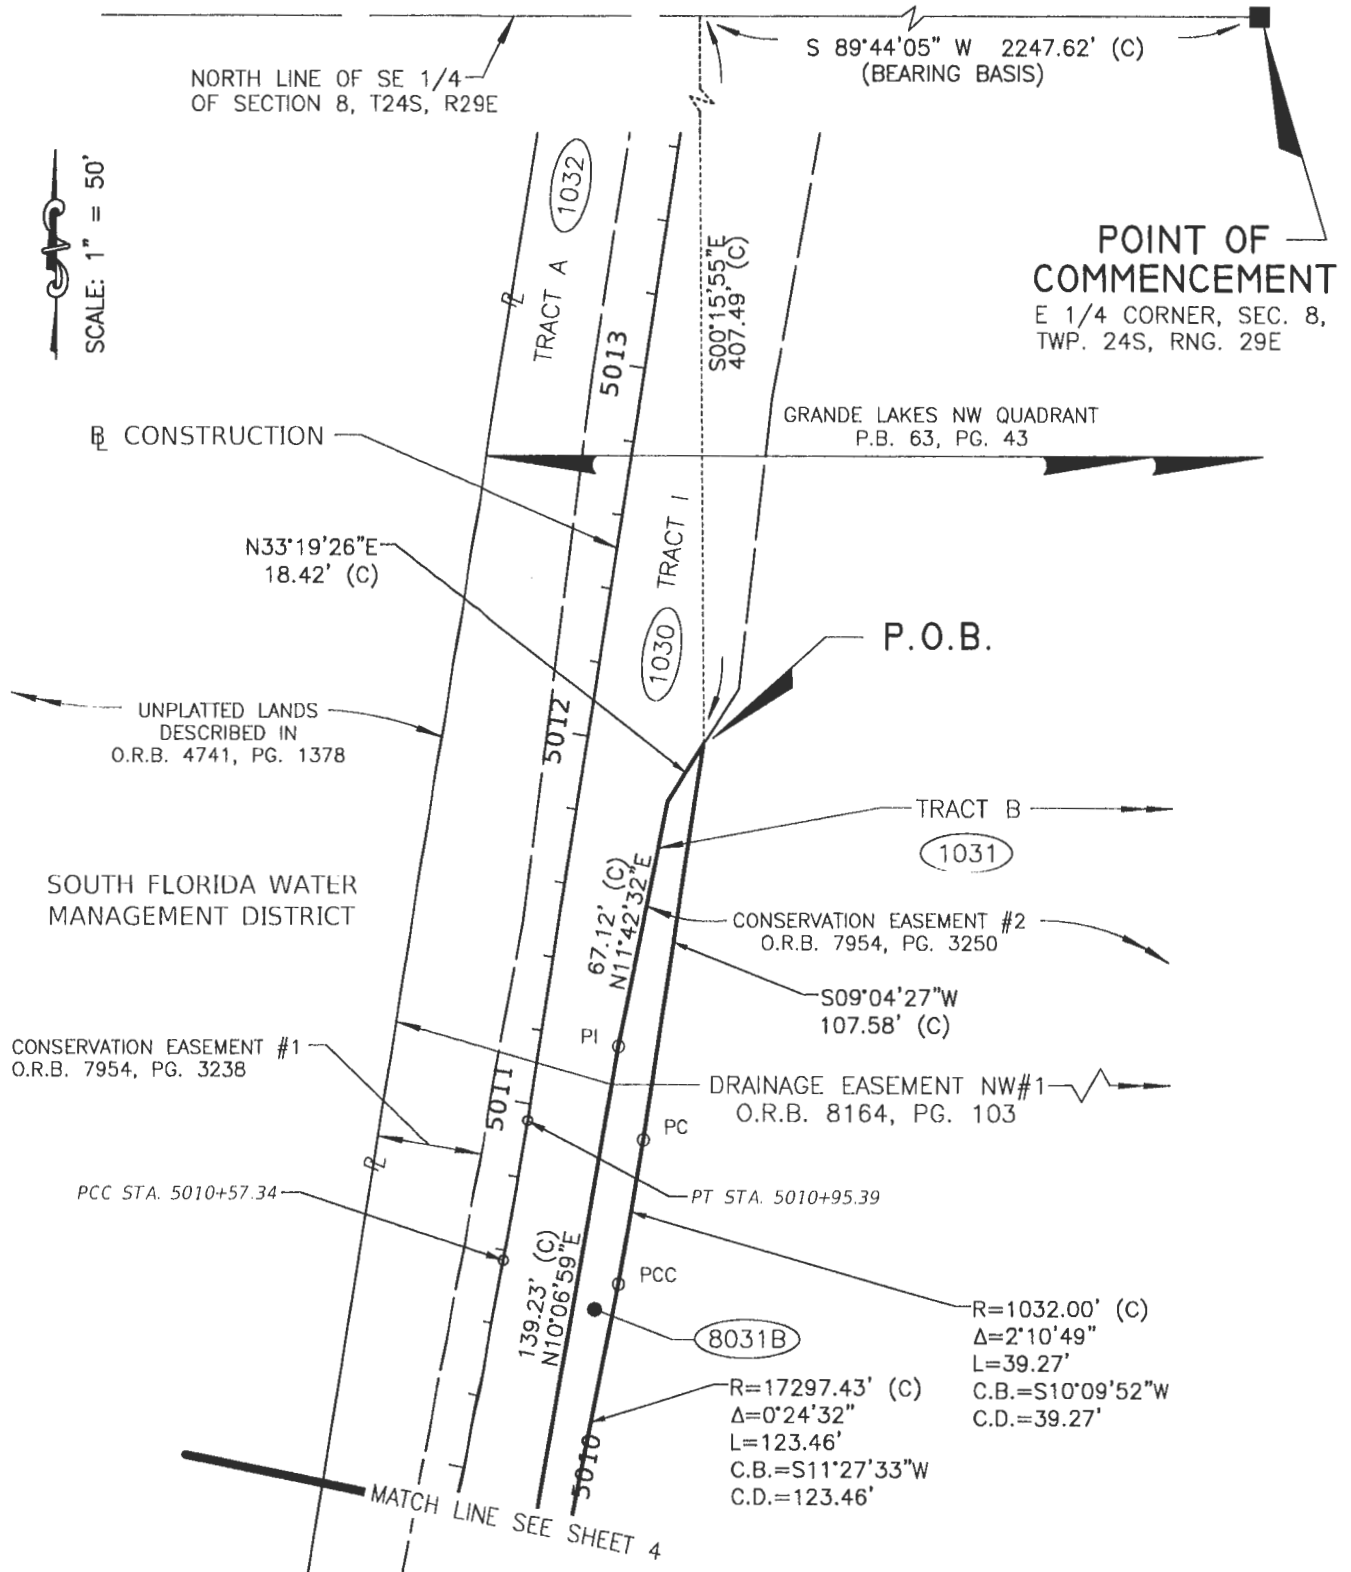 S 89°44'05" W 2247.62' (C)
(BEARING BASIS)
NORTH LINE OF SE 1/4
OF SECTION 8, T24S, R29E
SCALE: 1" = 50'
1032
TRACT A
POINT OF
COMMENCEMENT
E 1/4 CORNER, SEC. 8,
TWP. 24S, RNG. 29E
S00°15'55"E
407.49' (C)
5013
GRANDE LAKES NW QUADRANT
P.B. 63, PG. 43
CONSTRUCTION
TRACT I
1030
N33°19'26"E
18.42' (C)
P.O.B.
UNPLATTED LANDS
DESCRIBED IN
O.R.B. 4741, PG. 1378
5012
TRACT B
1031
SOUTH FLORIDA WATER
MANAGEMENT DISTRICT
67.12' (C)
N11°42'32"E
CONSERVATION EASEMENT #2
O.R.B. 7954, PG. 3250
S09°04'27"W
107.58' (C)
PI
CONSERVATION EASEMENT #1
O.R.B. 7954, PG. 3238
5011
DRAINAGE EASEMENT NW#1
O.R.B. 8164, PG. 103
PC
PCC STA. 5010+57.34
PT STA. 5010+95.39
139.23' (C)
N10°06'59"E
PCC
8031B
R=1032.00' (C)
Δ=2°10'49"
L=39.27'
C.B.=S10°09'52"W
C.D.=39.27'
R=17297.43' (C)
Δ=0°24'32"
L=123.46'
C.B.=S11°27'33"W
C.D.=123.46'
5010
MATCH LINE SEE SHEET 4